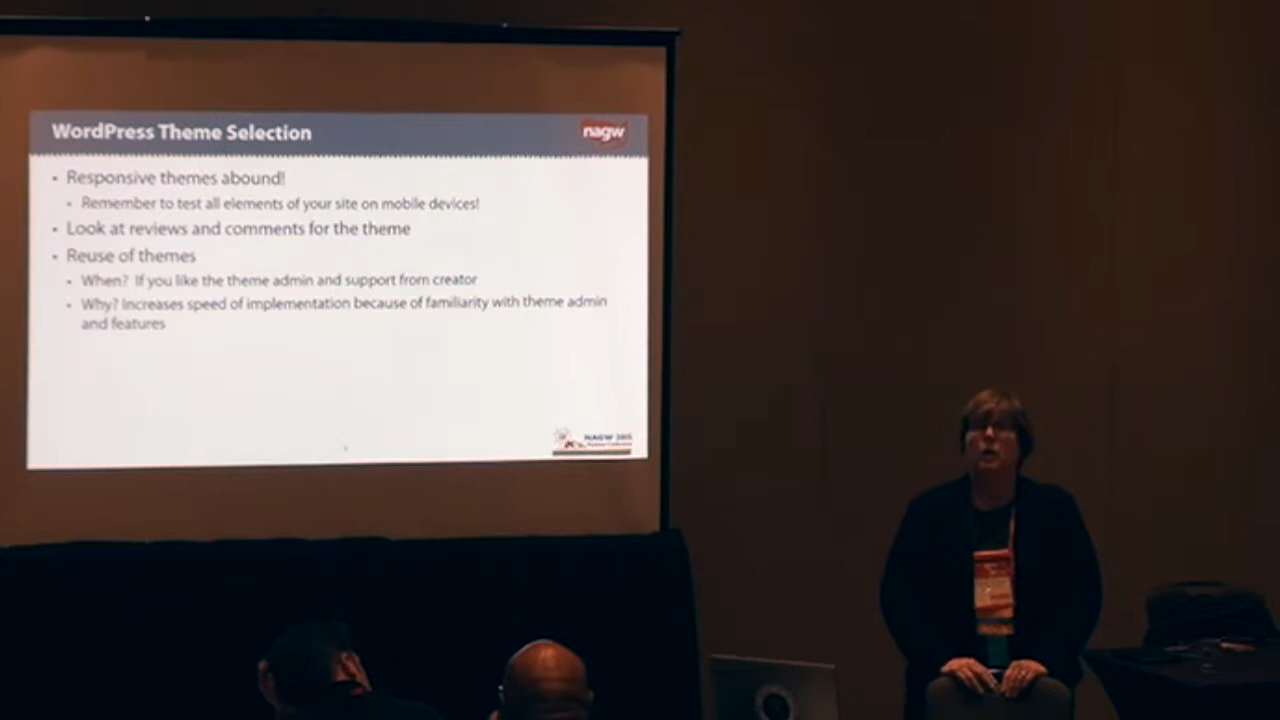 WordPress Theme Selection
nagw
• Responsive themes abound!
• Remember to test all elements of your site on mobile devices!
• Look at reviews and comments for the theme
• Reuse of themes
• When? If you like the theme admin and support from creator
• Why? Increases speed of implementation because of familiarity with theme admin
and features
NAGW